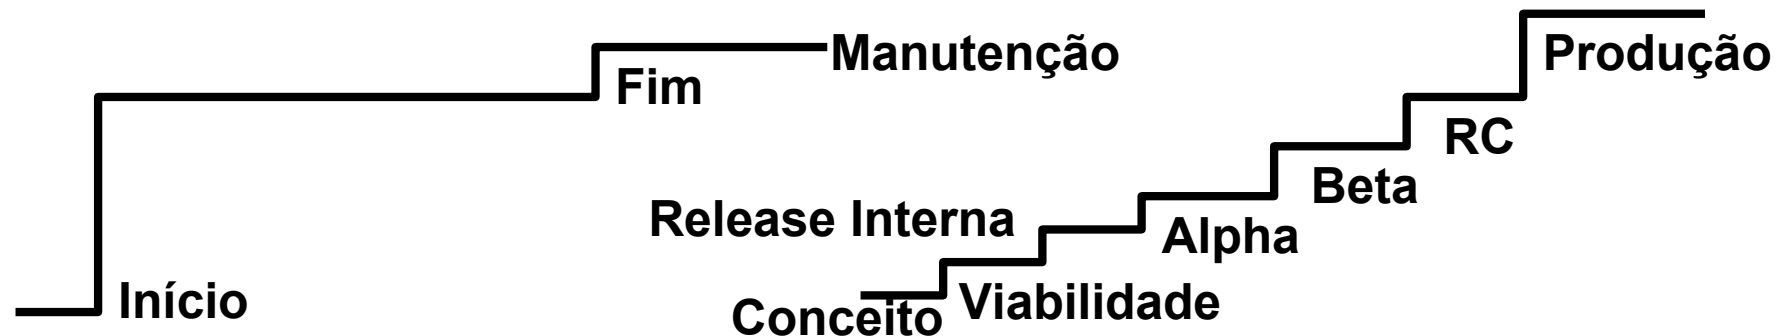 Manutenção
Fim
Início
Produção
RC
Beta
Alpha
Release Interna
Viabilidade
Conceito